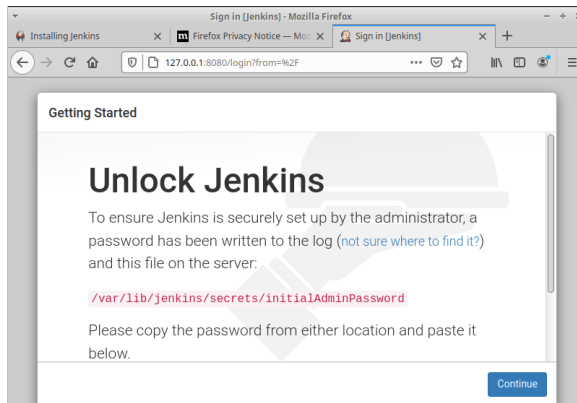 Sign in [Jenkins] - Mozilla Firefox
Installing Jenkins
Firefox Privacy Notice — Moz
Sign in [Jenkins]
127.0.0.1:8080/login?from=%2F
Getting Started
Unlock Jenkins
To ensure Jenkins is securely set up by the administrator, a
password has been written to the log (not sure where to find it?)
and this file on the server:
/var/lib/jenkins/secrets/initialAdminPassword
Please copy the password from either location and paste it
below.
Continue